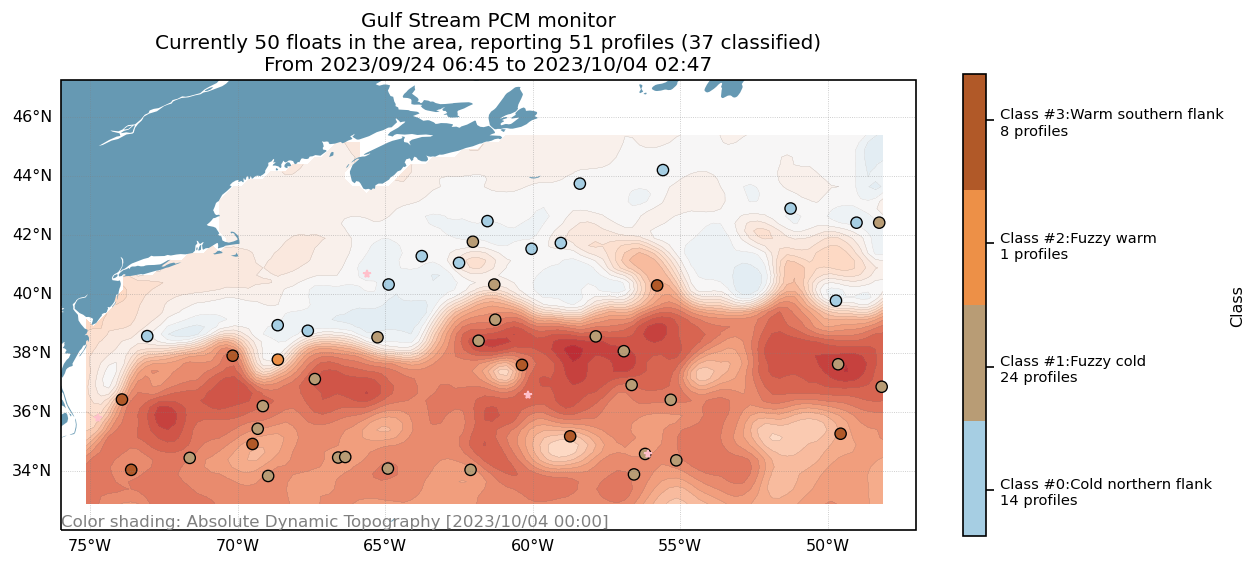 Gulf Stream PCM monitor
Currently 50 floats in the area, reporting 51 profiles (37 classified)
From 2023/09/24 06:45 to 2023/10/04 02:47
46°N
44°N
42°N
40°N
38°N
36°N
34°N
Color shading: Absolute Dynamic Topography [2023/10/04 00:00]
75°W
70°W
65°W
60°W
55°W
50°W
Class #3:Warm southern flank
8 profiles
Class #2:Fuzzy warm
1 profiles
Class #1:Fuzzy cold
24 profiles
Class #0:Cold northern flank
14 profiles
Class